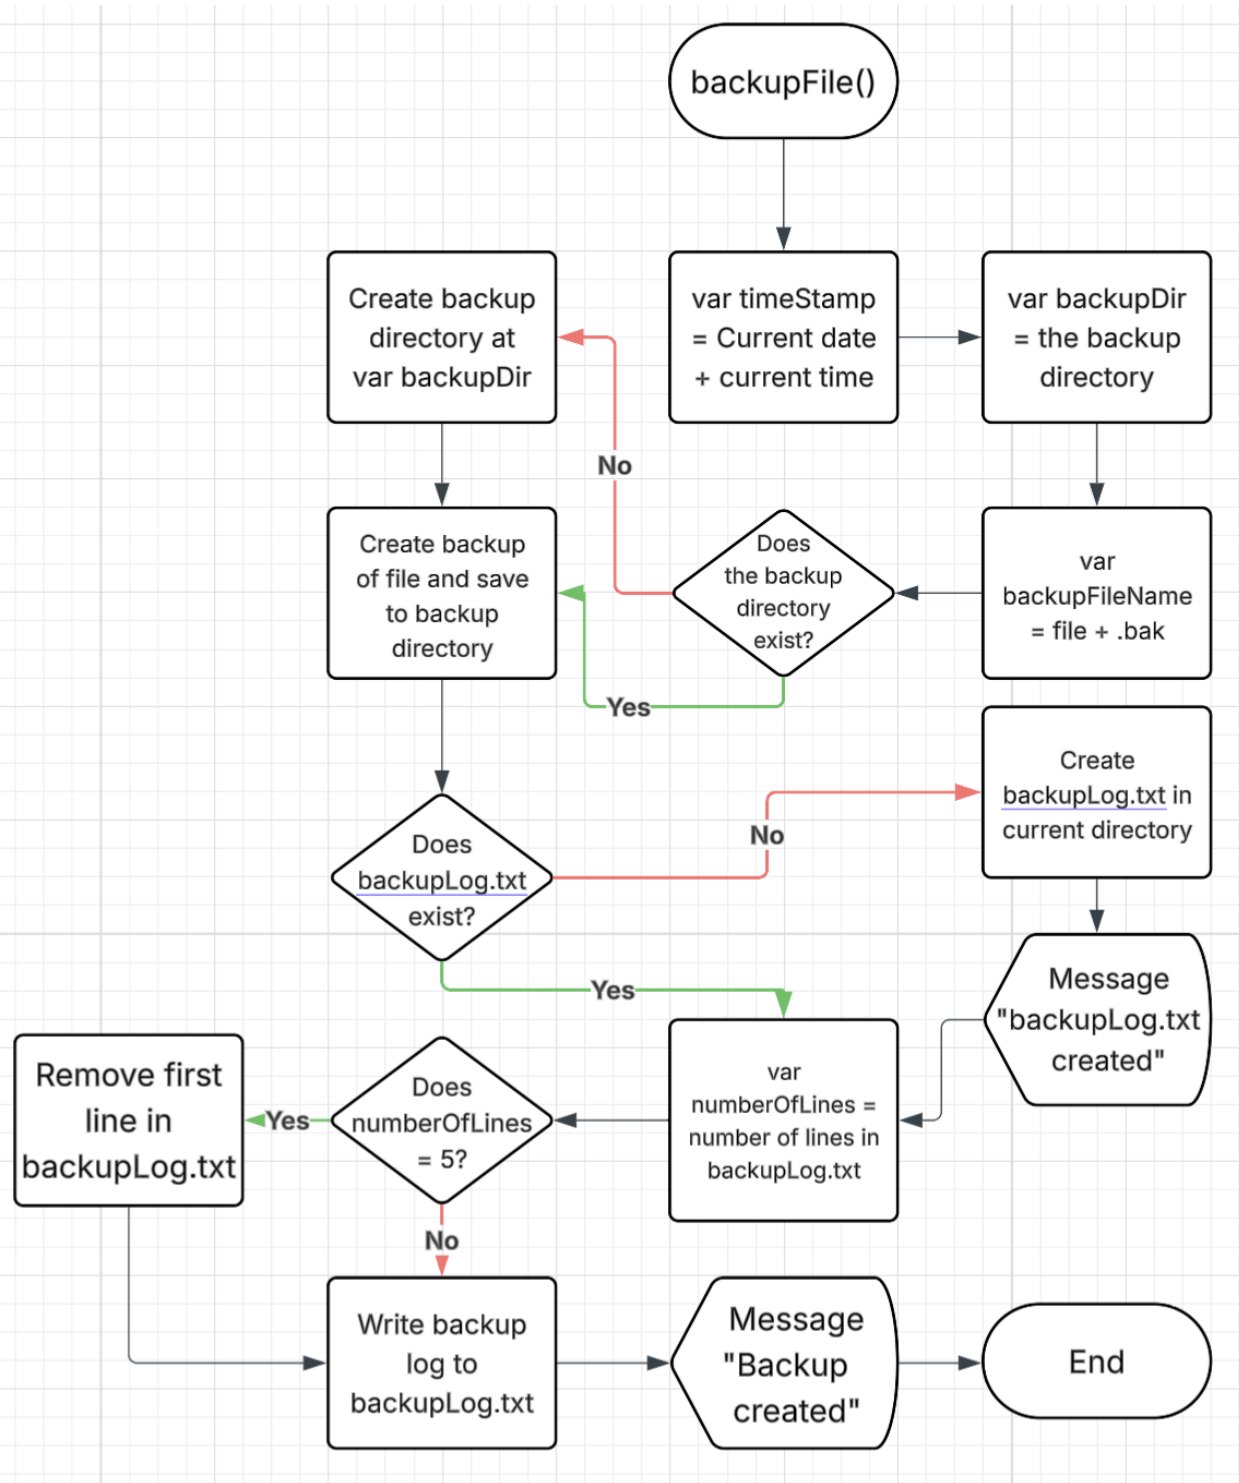 backupFile()
Create backup
directory at
var backupDir
var timeStamp
= Current date
+ current time
var backupDir
= the backup
directory
No
Create backup
of file and save
to backup
directory
Does
the backup
directory
exist?
var
backupFileName
= file + .bak
Yes
Create
backupLog.txt in
current directory
Does
backupLog.txt
exist?
No
Message
"backupLog.txt
created"
Yes
Remove first
line in
backupLog.txt
Yes
Does
numberOfLines
= 5?
var
numberOfLines =
number of lines in
backupLog.txt
No
Write backup
log to
backupLog.txt
Message
"Backup
created"
End